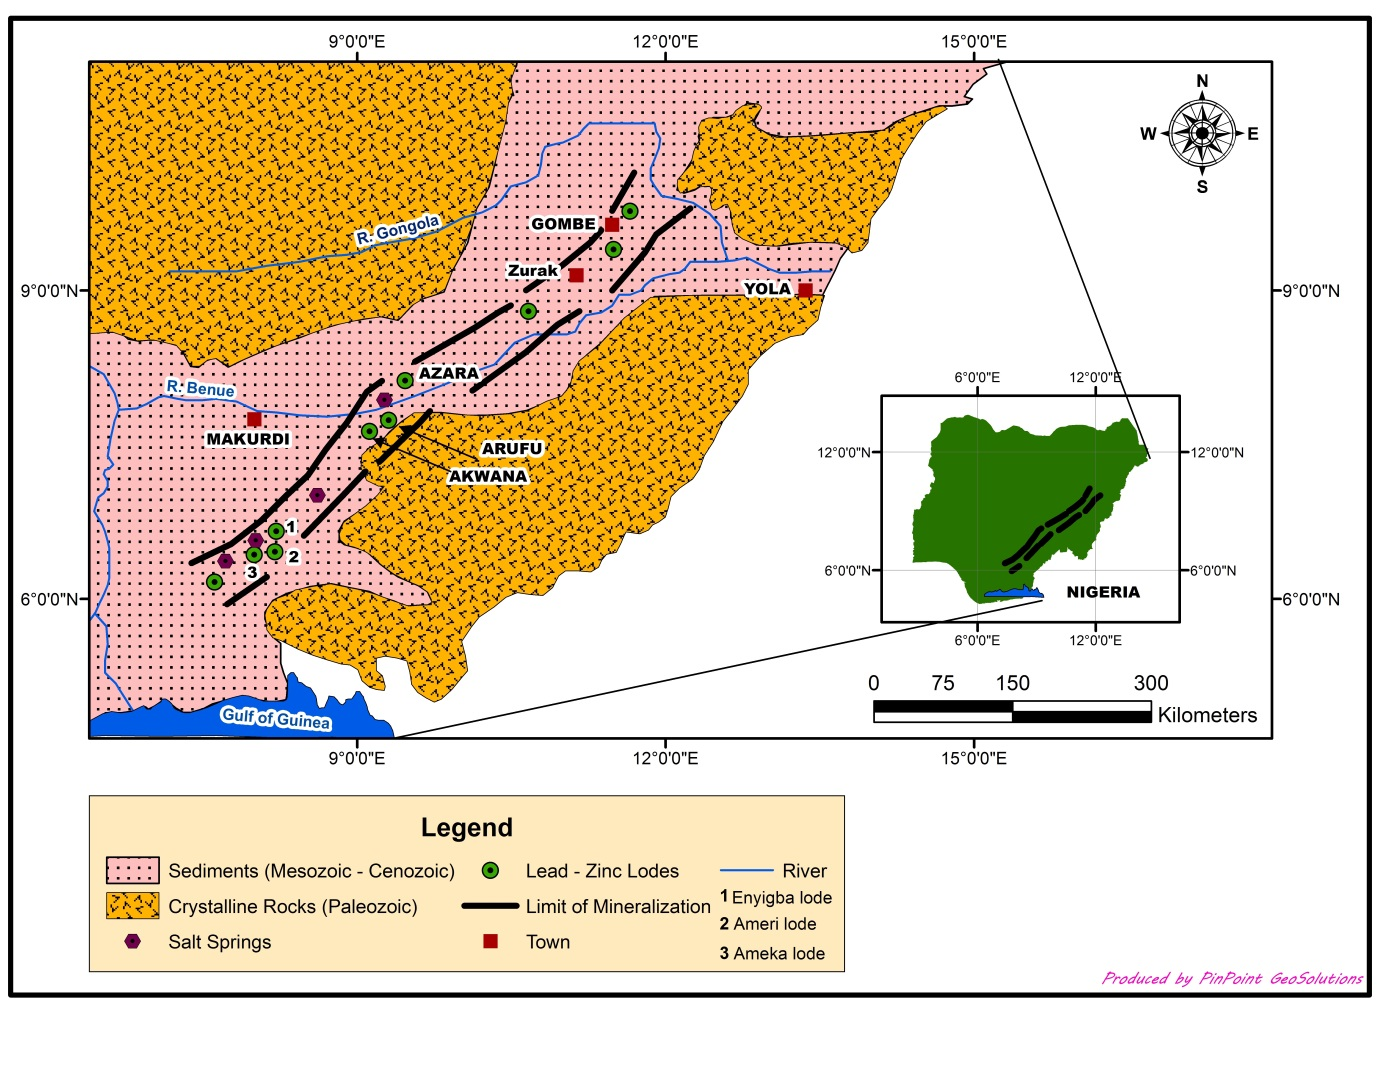 9°0'0"E 12°0'0"E 15°0'0"E
N
W E
S
R. Gongola
GOMBE
Zurak
9°0'0"N YOLA 9°0'0"N
AZARA
R. Benue
MAKURDI
ARUFU
AKWANA
1
2
3
6°0'0"N 6°0'0"N
Gulf of Guinea
6°0'0"E 12°0'0"E
12°0'0"N 12°0'0"N
6°0'0"N 6°0'0"N
NIGERIA
6°0'0"E 12°0'0"E
0 75 150 300
Kilometers
9°0'0"E 12°0'0"E 15°0'0"E
Legend
Sediments (Mesozoic - Cenozoic)
Crystalline Rocks (Paleozoic)
Salt Springs
Lead - Zinc Lodes
Limit of Mineralization
Town
River
1 Enyigba lode
2 Ameri lode
3 Ameka lode
Produced by PinPoint GeoSolutions